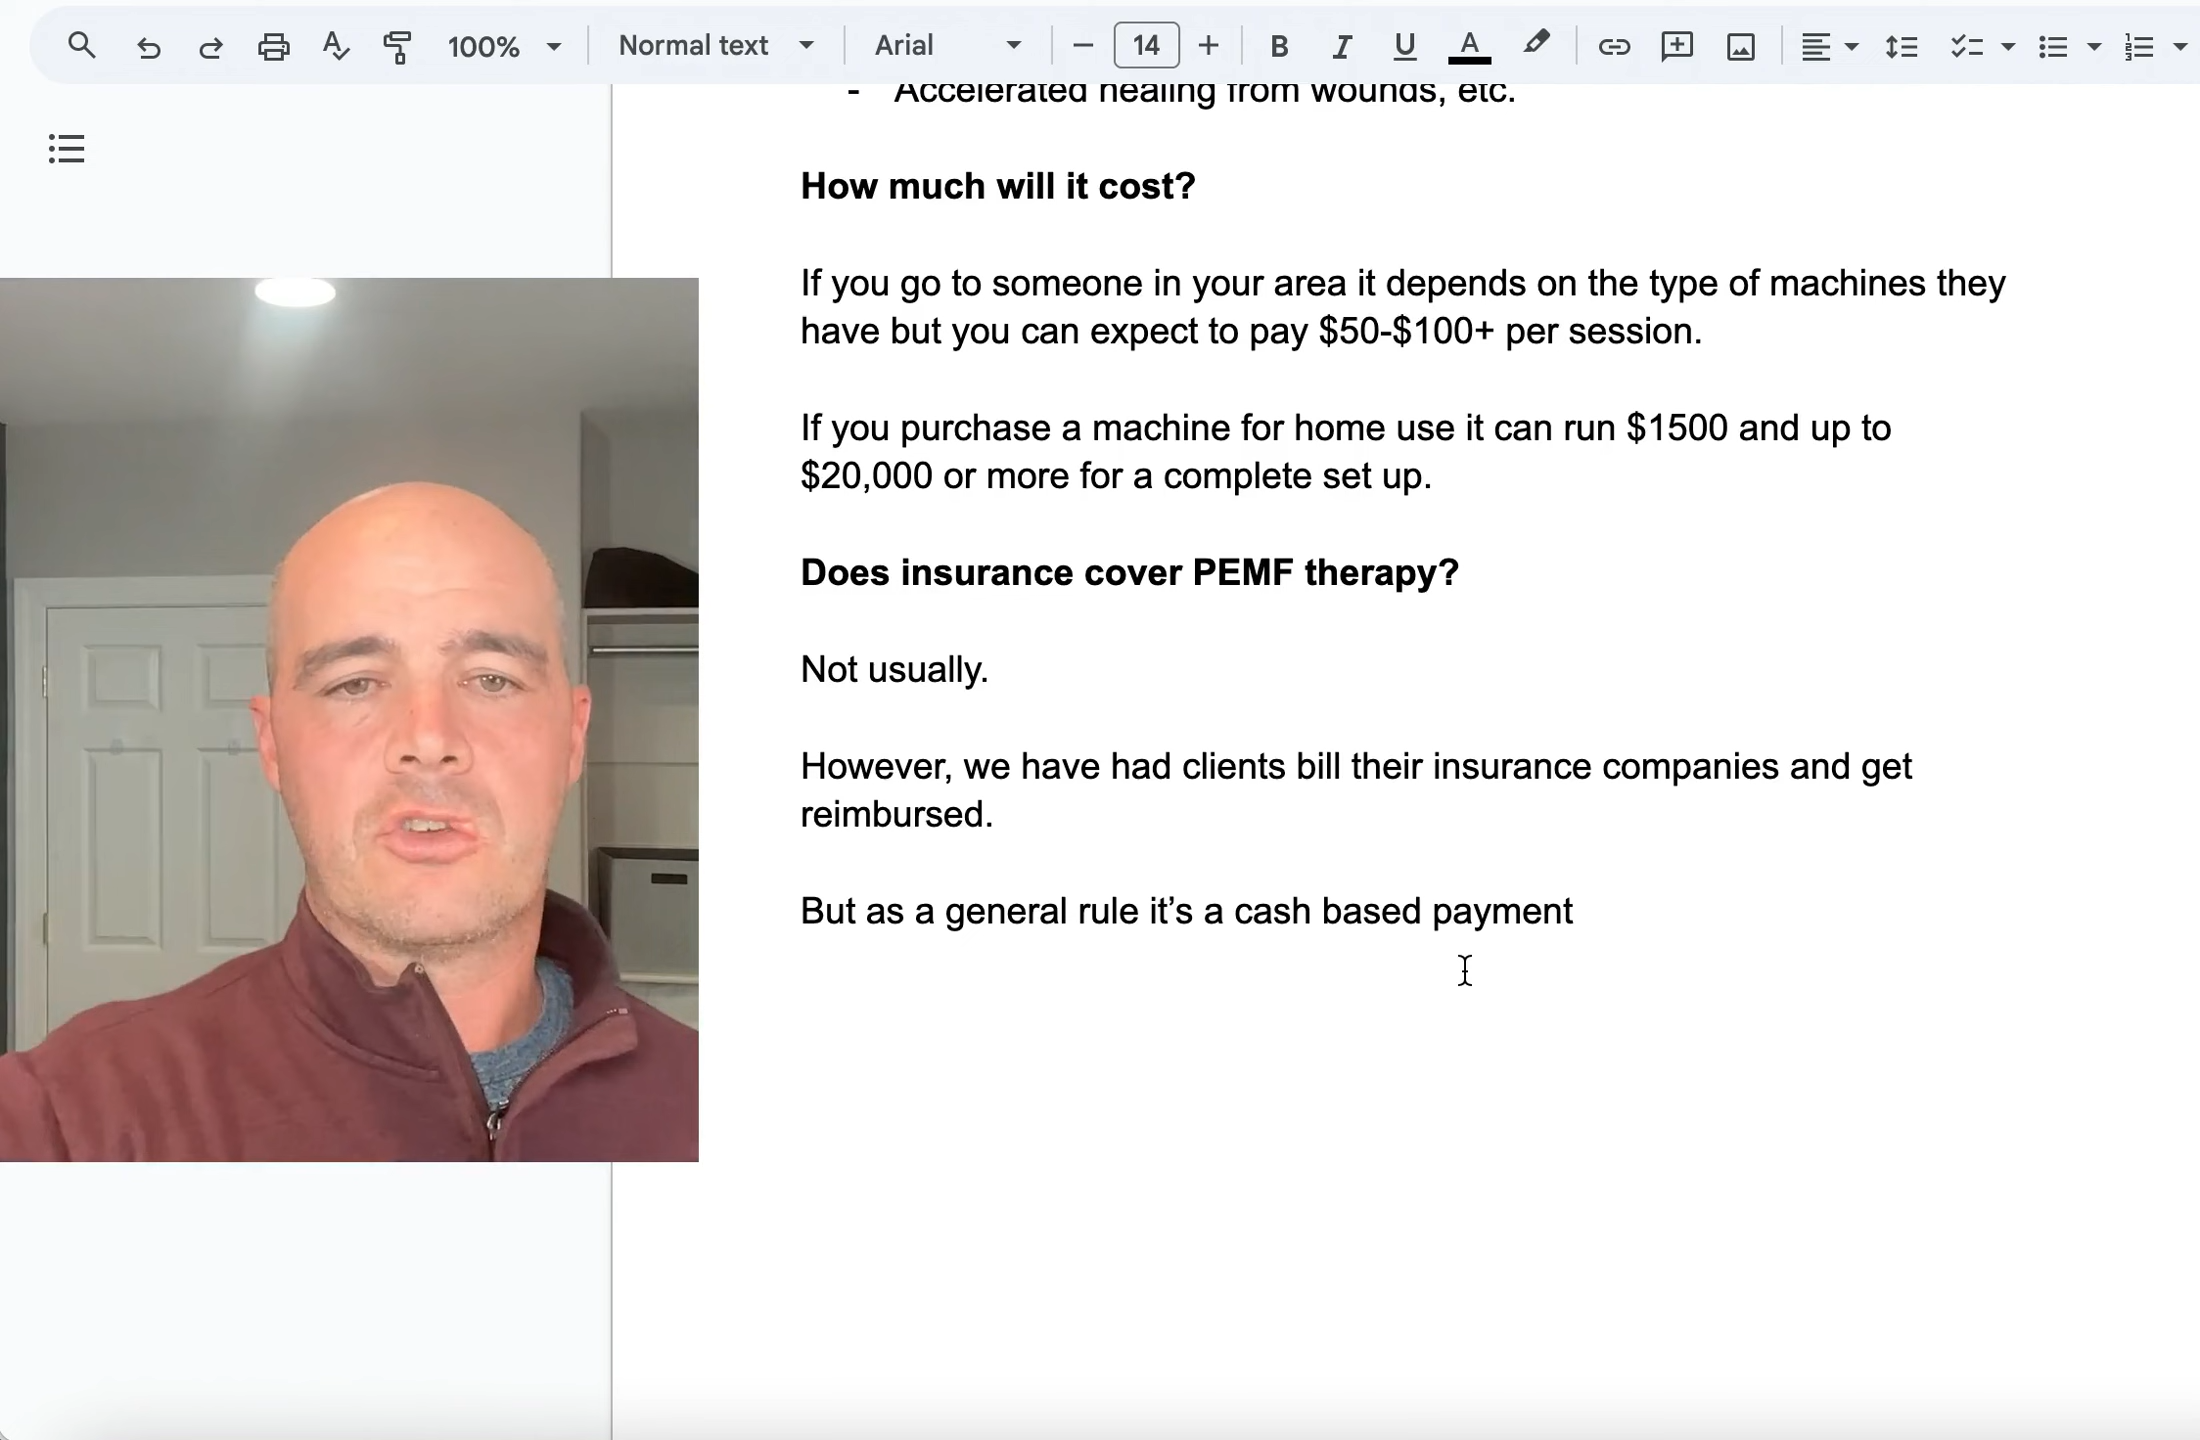 100% Normal text Arial 14 B I U A
- Accelerated healing from wounds, etc.
How much will it cost?
If you go to someone in your area it depends on the type of machines they
have but you can expect to pay $50-$100+ per session.
If you purchase a machine for home use it can run $1500 and up to
$20,000 or more for a complete set up.
Does insurance cover PEMF therapy?
Not usually.
However, we have had clients bill their insurance companies and get
reimbursed.
But as a general rule it’s a cash based payment